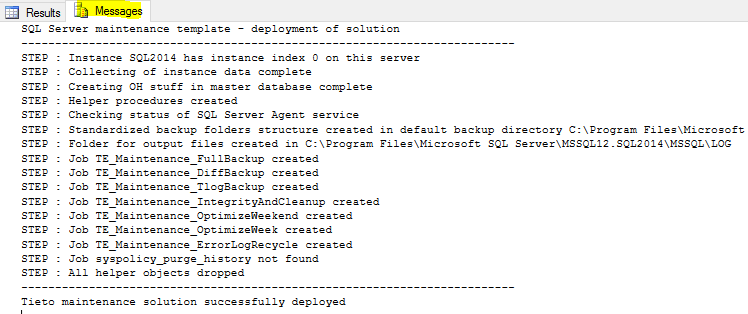 Results Messages
SQL Server maintenance template - deployment of solution
----------------------------------------------------------------------
STEP : Instance SQL2014 has instance index 0 on this server
STEP : Collecting of instance data complete
STEP : Creating OH stuff in master database complete
STEP : Helper procedures created
STEP : Checking status of SQL Server Agent service
STEP : Standardized backup folders structure created in default backup directory C:\Program Files\Microsoft
STEP : Folder for output files created in C:\Program Files\Microsoft SQL Server\MSSQL12.SQL2014\MSSQL\LOG
STEP : Job TE_Maintenance_FullBackup created
STEP : Job TE_Maintenance_DiffBackup created
STEP : Job TE_Maintenance_TlogBackup created
STEP : Job TE_Maintenance_IntegrityAndCleanup created
STEP : Job TE_Maintenance_OptimizeWeekend created
STEP : Job TE_Maintenance_OptimizeWeek created
STEP : Job TE_Maintenance_ErrorLogRecycle created
STEP : Job syspolicy_purge_history not found
STEP : All helper objects dropped
----------------------------------------------------------------------
Tieto maintenance solution successfully deployed